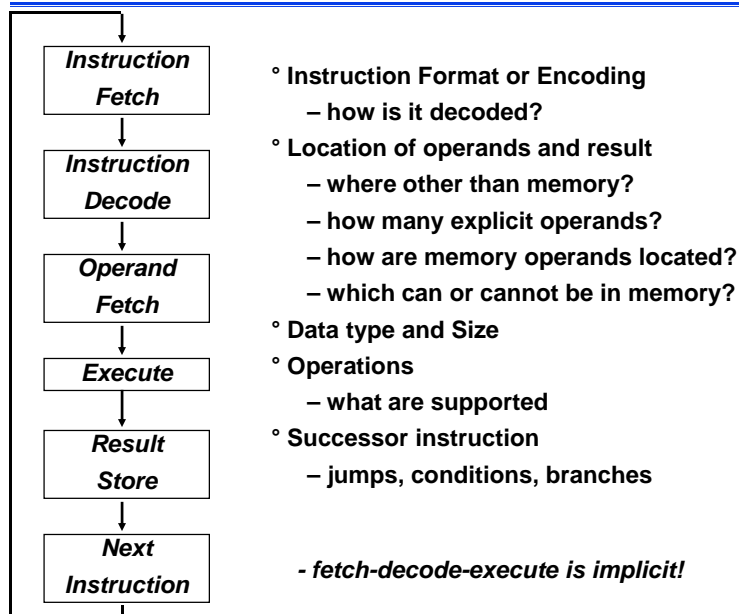 Instruction
Fetch
Instruction
Decode
Operand
Fetch
Execute
Result
Store
Next
Instruction
° Instruction Format or Encoding
– how is it decoded?
° Location of operands and result
– where other than memory?
– how many explicit operands?
– how are memory operands located?
– which can or cannot be in memory?
° Data type and Size
° Operations
– what are supported
° Successor instruction
– jumps, conditions, branches
- fetch-decode-execute is implicit!